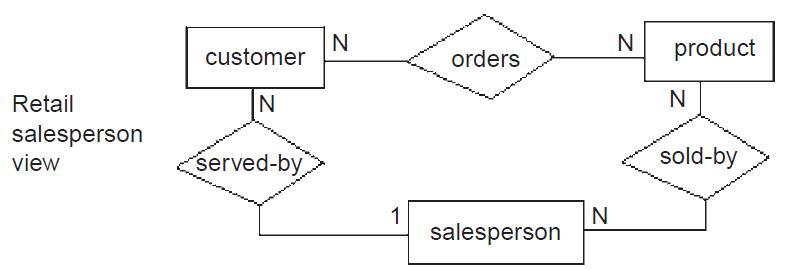 customer
N
orders
N
product
Retail
salesperson
view
N
served-by
N
sold-by
1
salesperson
N